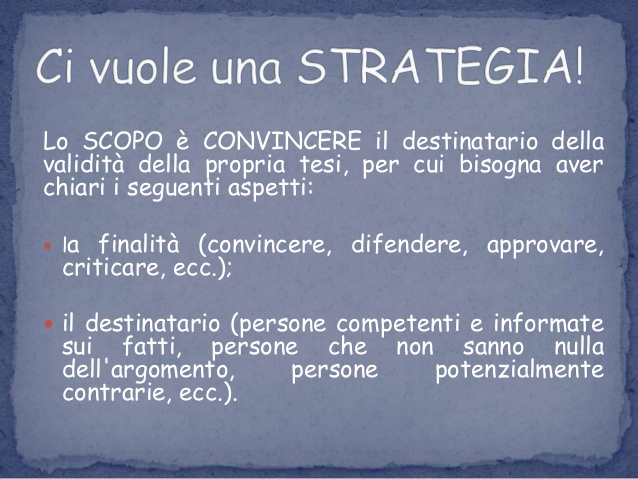 Ci vuole una STRATEGIA!
Lo SCOPO è CONVINCERE il destinatario della
validità della propria tesi, per cui bisogna aver
chiari i seguenti aspetti:
• la finalità (convincere, difendere, approvare,
criticare, ecc.);
• il destinatario (persone competenti e informate
sui fatti, persone che non sanno nulla
dell'argomento, persone potenzialmente
contrarie, ecc.).